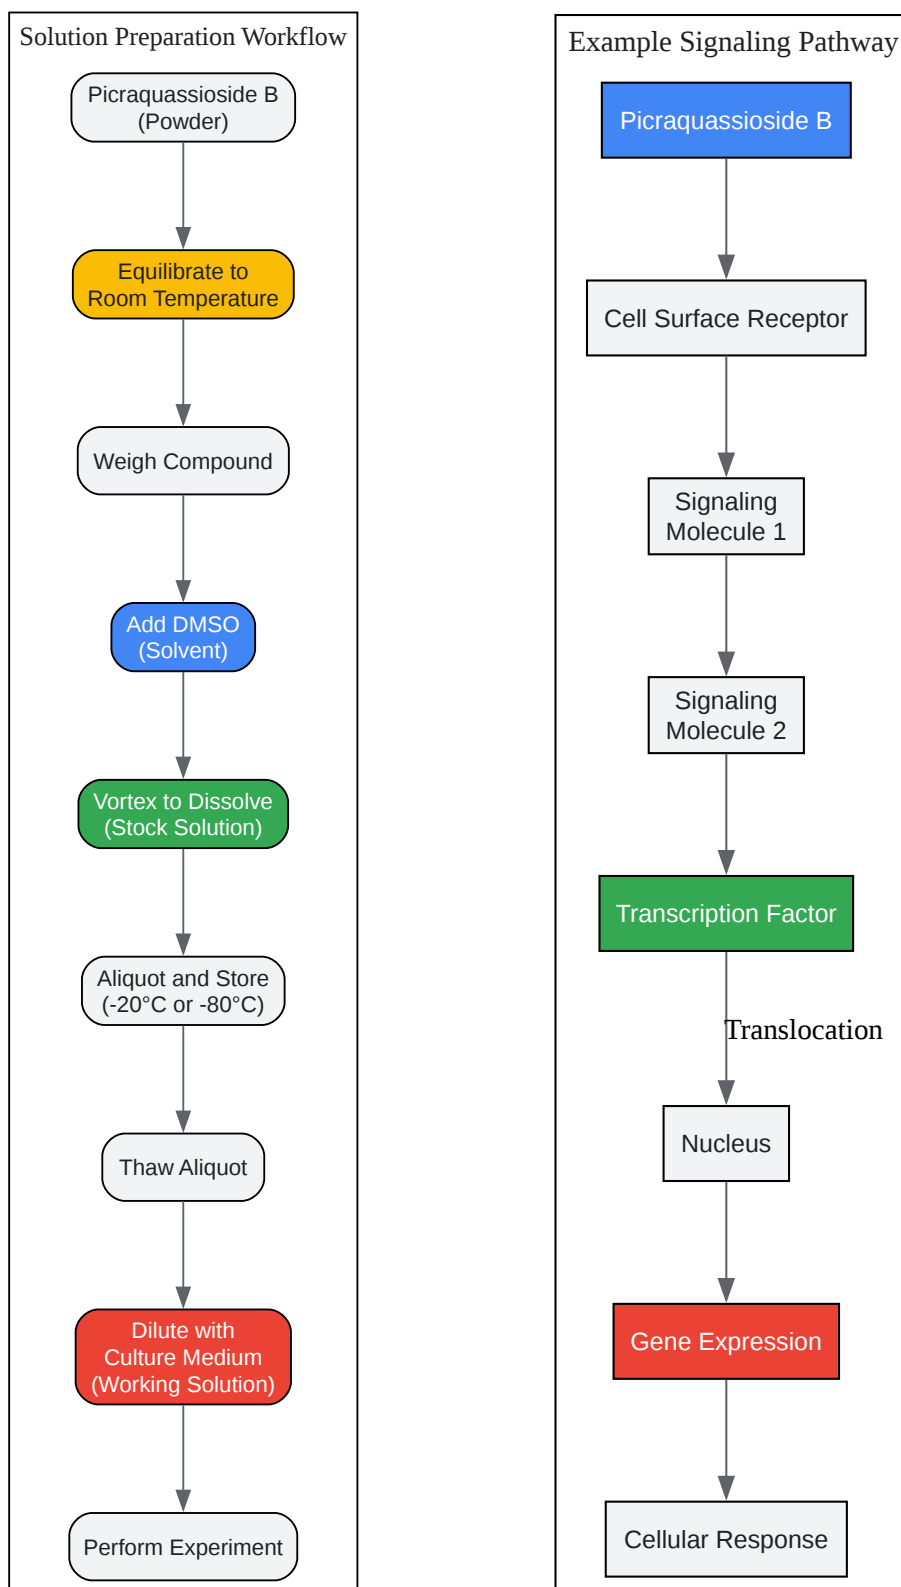 Solution Preparation Workflow
Picraquassioside B
(Powder)
Equilibrate to
Room Temperature
Weigh Compound
Add DMSO
(Solvent)
Vortex to Dissolve
(Stock Solution)
Aliquot and Store
(-20°C or -80°C)
Thaw Aliquot
Dilute with
Culture Medium
(Working Solution)
Perform Experiment
Example Signaling Pathway
Picraquassioside B
Cell Surface Receptor
Signaling
Molecule 1
Signaling
Molecule 2
Transcription Factor
Translocation
Nucleus
Gene Expression
Cellular Response